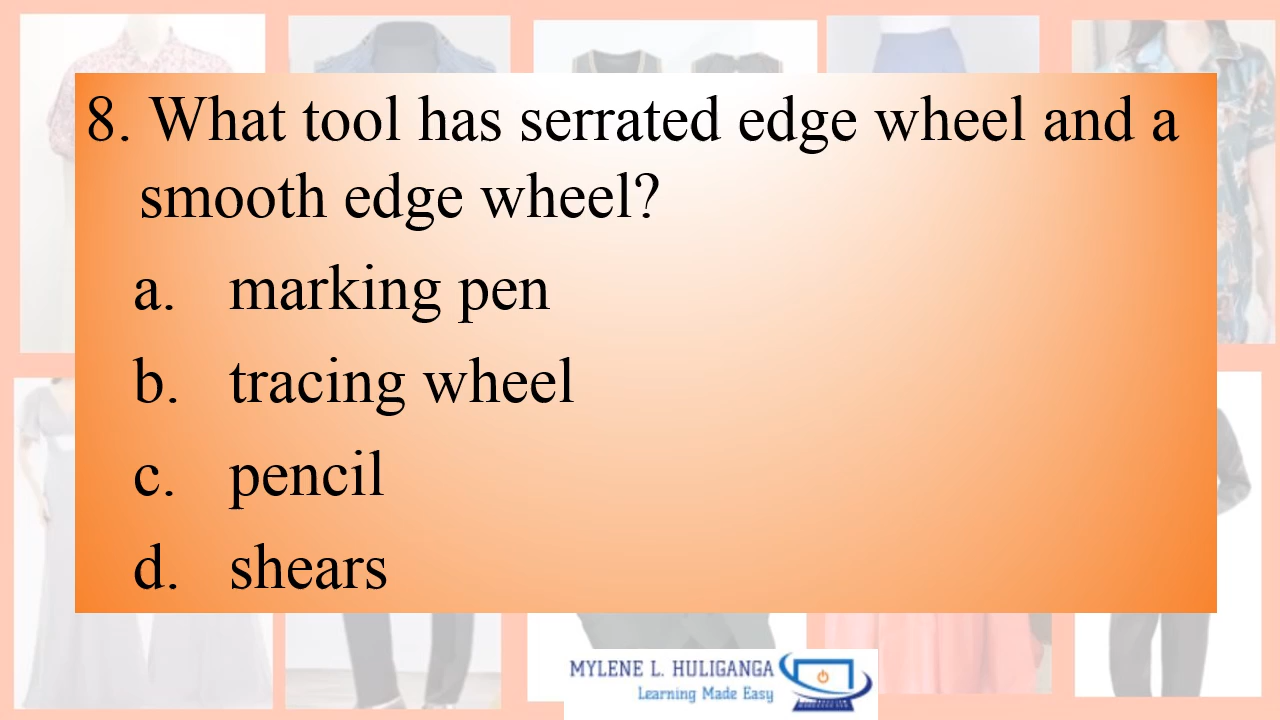 8. What tool has serrated edge wheel and a
smooth edge wheel?
a. marking pen
b. tracing wheel
c. pencil
d. shears
MYLENE L. HULIGANGA
Learning Made Easy